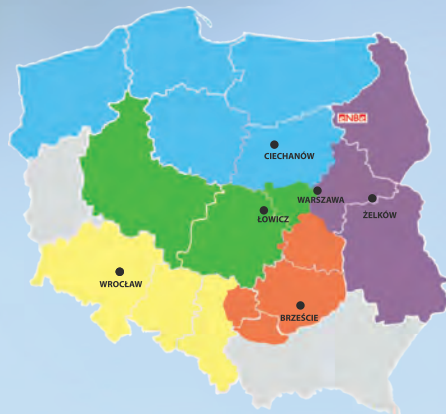 CIECHANÓW
WARSZAWA
ŁOWICZ
ŻELKÓW
WROCŁAW
BRZEŚCIE